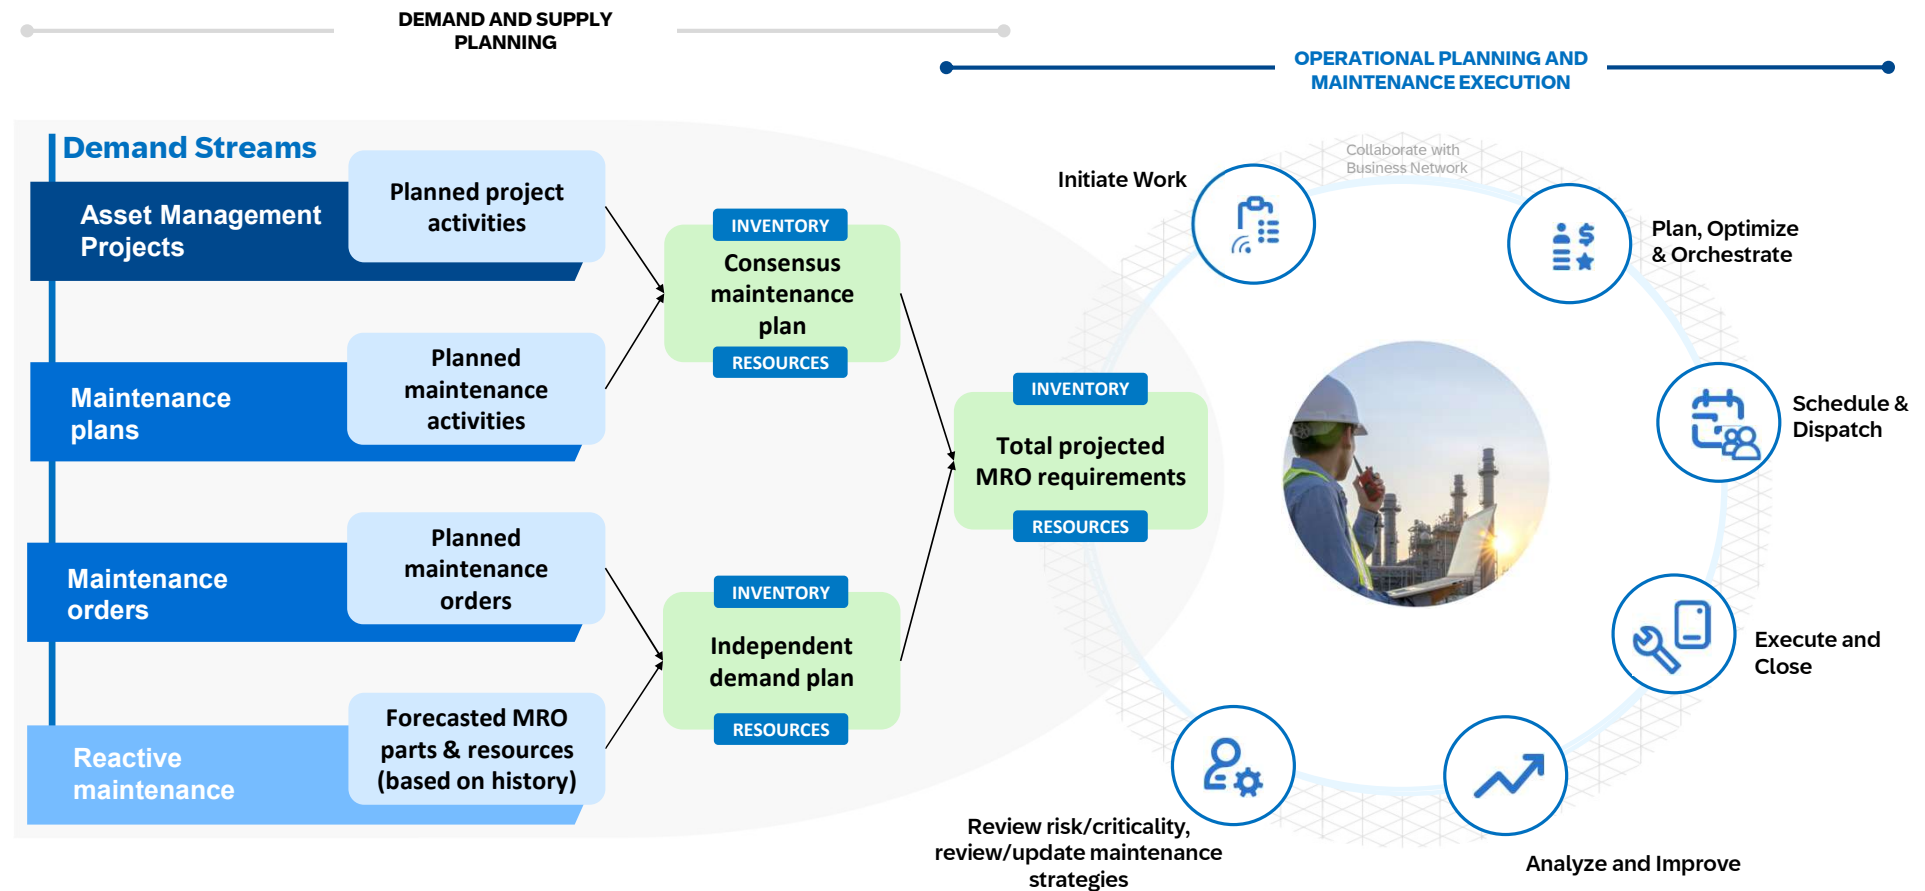 DEMAND AND SUPPLY
PLANNING
OPERATIONAL PLANNING AND
MAINTENANCE EXECUTION
Demand Streams
Asset Management
Projects
Planned project
activities
Maintenance
plans
Planned
maintenance
activities
Maintenance
orders
Planned
maintenance
orders
Reactive
maintenance
Forecasted MRO
parts & resources
(based on history)
INVENTORY
Consensus
maintenance
plan
RESOURCES
INVENTORY
Independent
demand plan
RESOURCES
INVENTORY
Total projected
MRO requirements
RESOURCES
Collaborate with
Business Network
Initiate Work
Plan, Optimize
& Orchestrate
Schedule &
Dispatch
Execute and
Close
Analyze and Improve
Review risk/criticality,
review/update maintenance
strategies